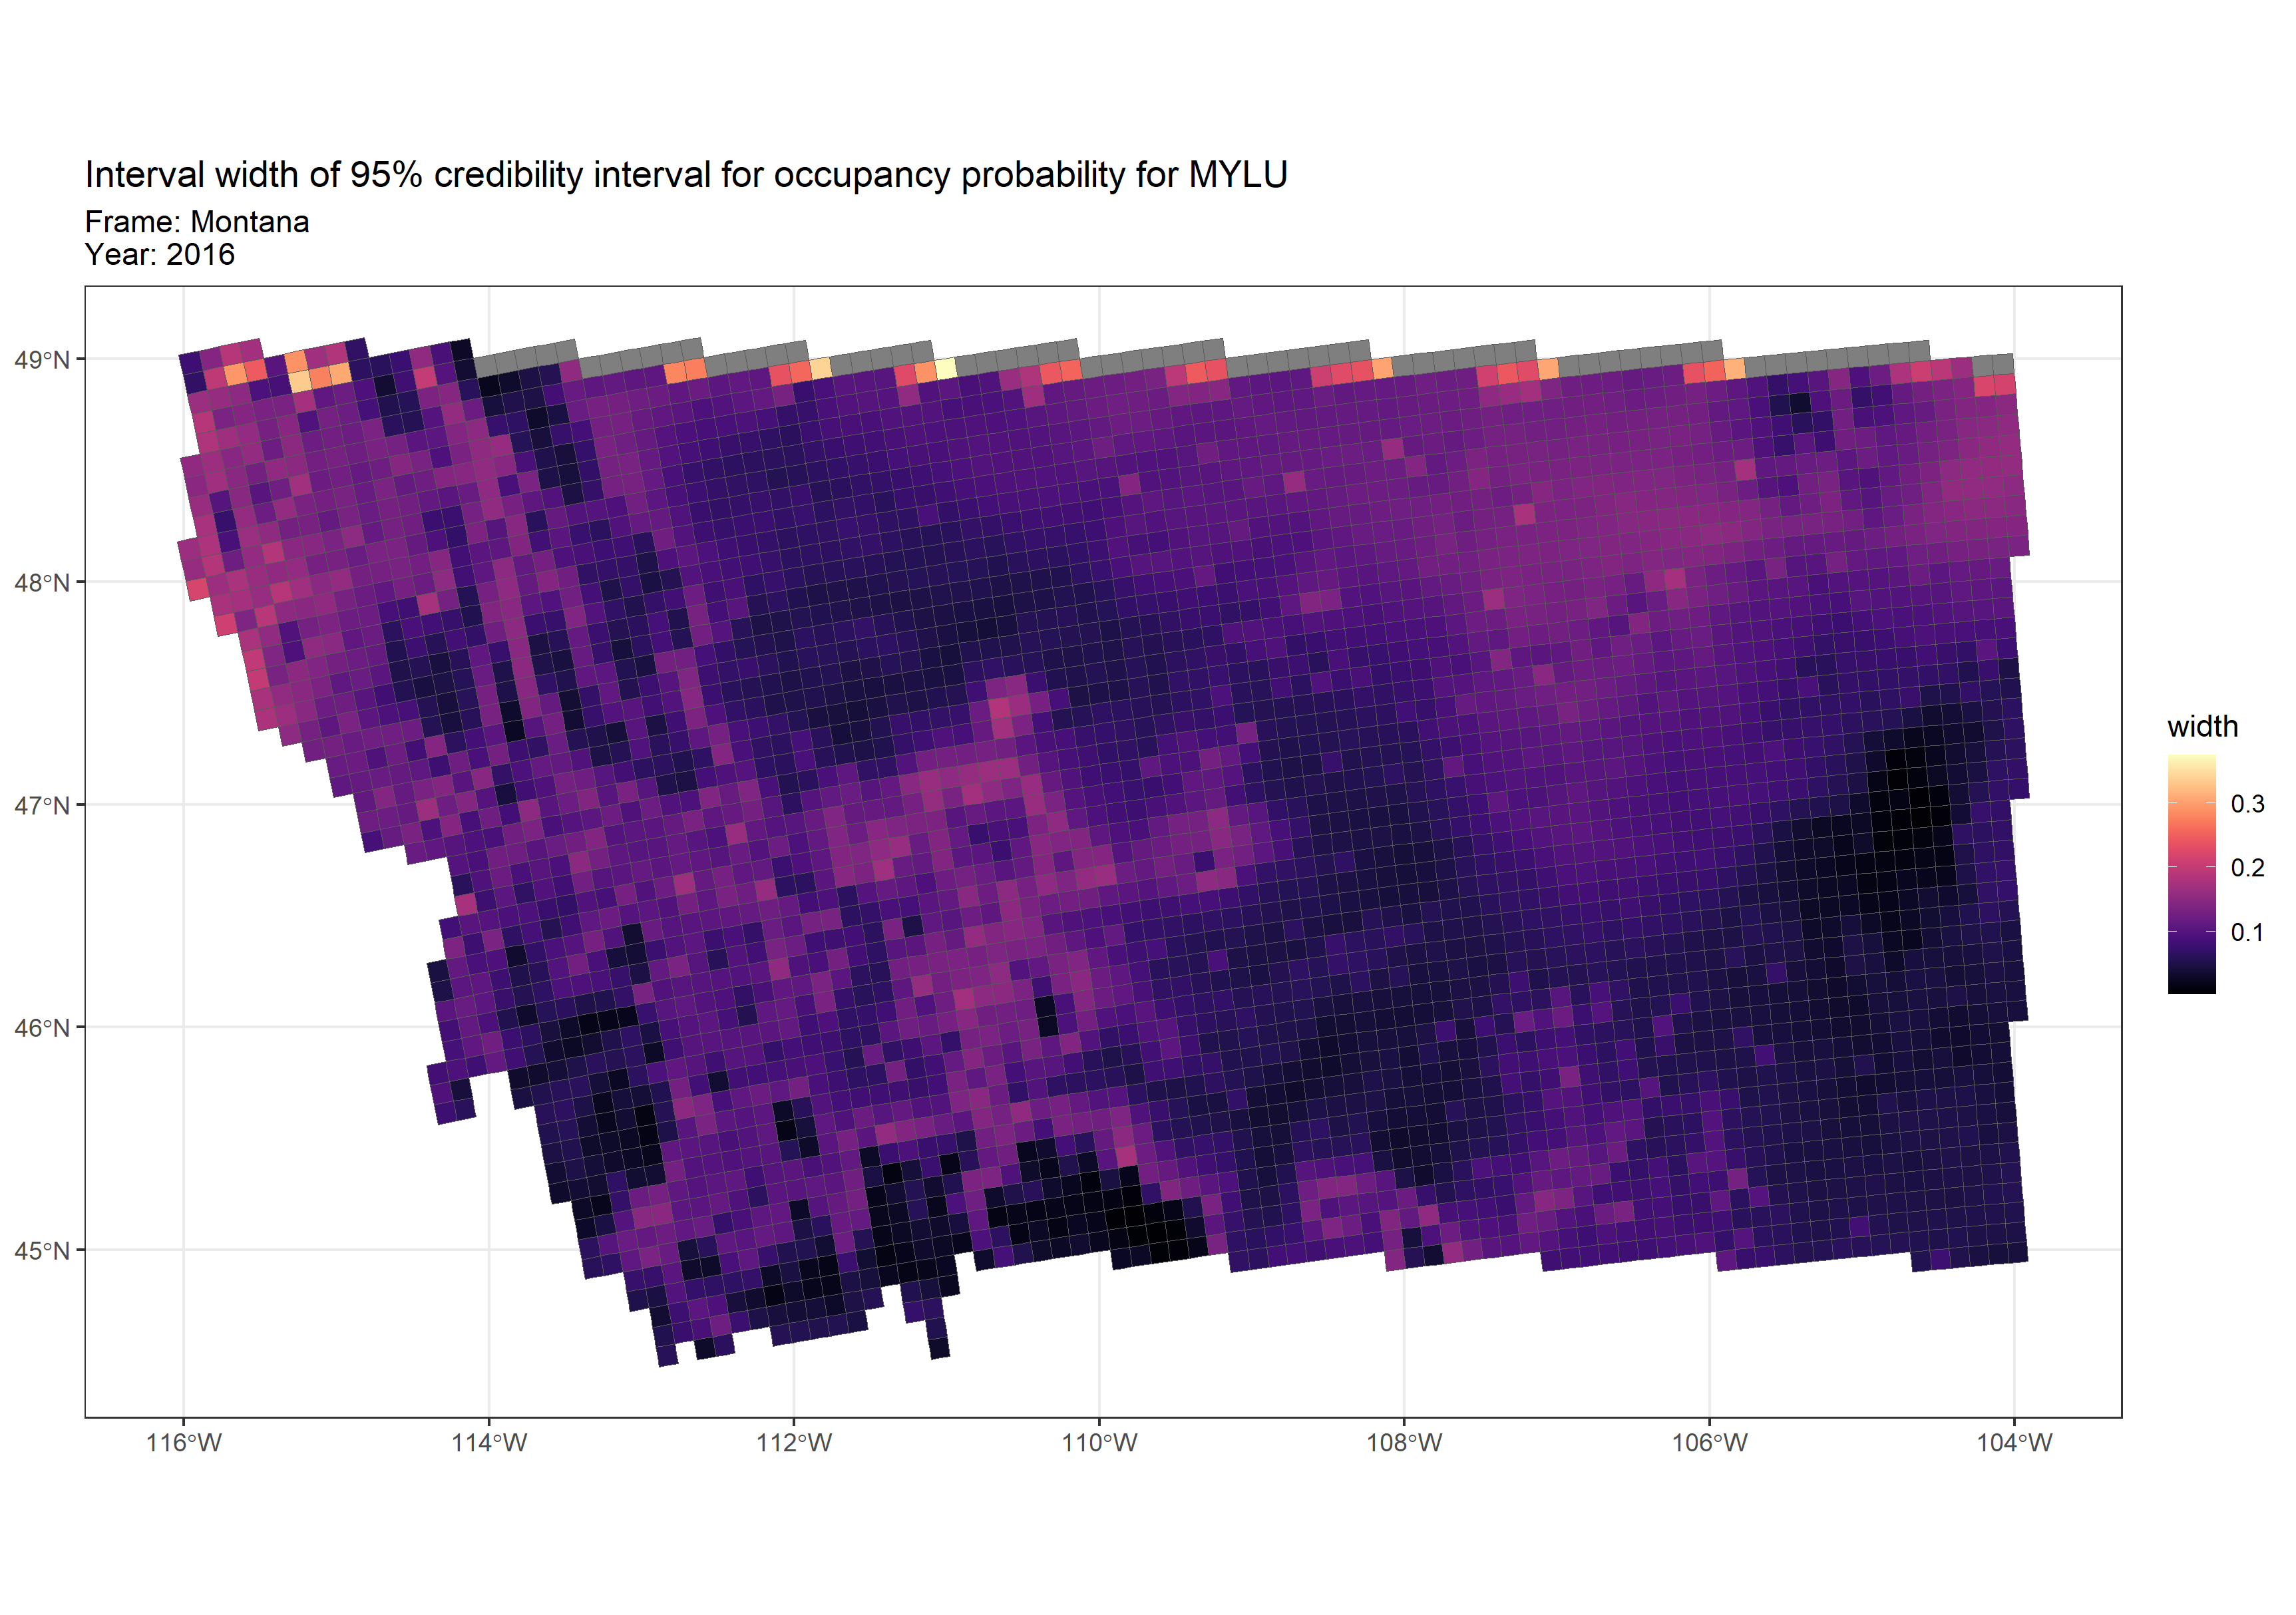 Interval width of 95% credibility interval for occupancy probability for MYLU
Frame: Montana
Year: 2016
49°N
48°N
47°N
46°N
45°N
116°W
114°W
112°W
110°W
108°W
106°W
104°W
width
0.3
0.2
0.1